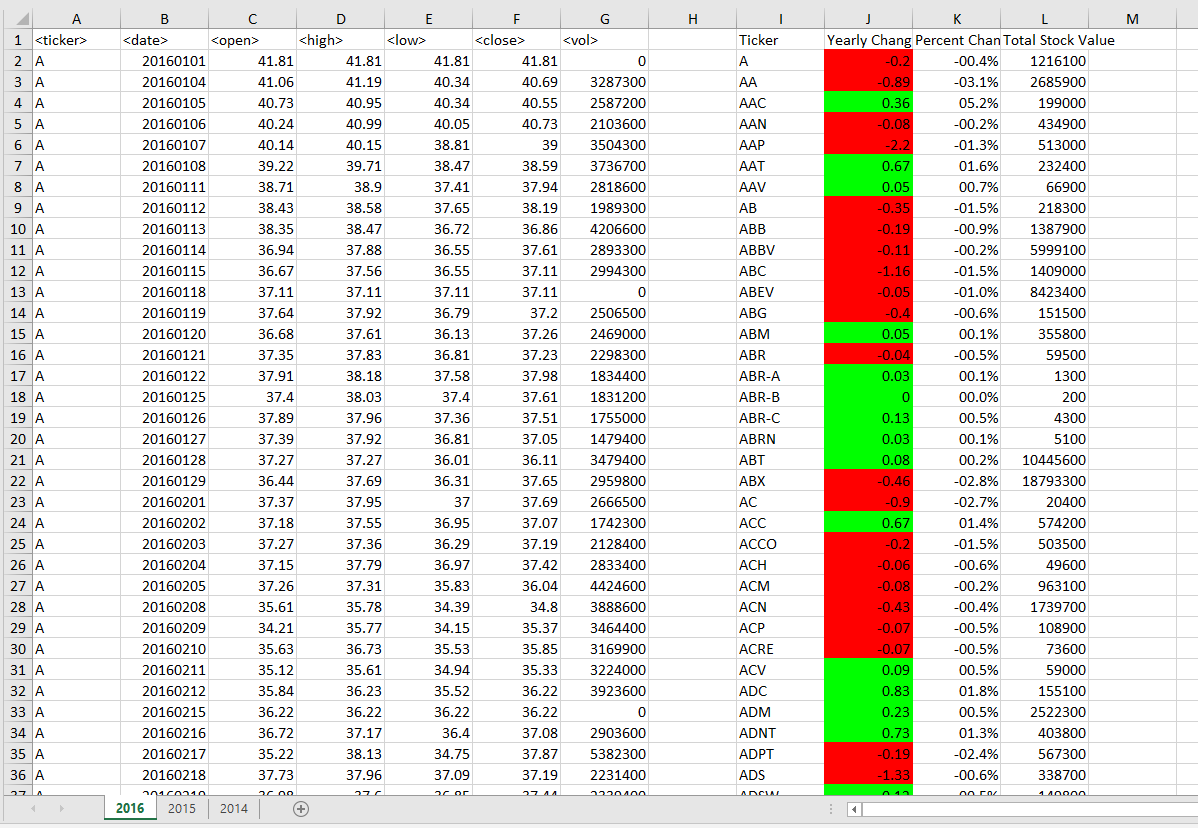 A B C D E F G H I J K L M
1 <ticker> <date> <open> <high> <low> <close> <vol> Ticker Yearly Chang Percent Chan Total Stock Value
2 A 20160101 41.81 41.81 41.81 41.81 0 A -0.2 -00.4% 1216100
3 A 20160104 41.06 41.19 40.34 40.69 3287300 AA -0.89 -03.1% 2685900
4 A 20160105 40.73 40.95 40.34 40.55 2587200 AAC 0.36 05.2% 199000
5 A 20160106 40.24 40.99 40.05 40.73 2103600 AAN -0.08 -00.2% 434900
6 A 20160107 40.14 40.15 38.81 39 3504300 AAP -2.2 -01.3% 513000
7 A 20160108 39.22 39.71 38.47 38.59 3736700 AAT 0.67 01.6% 232400
8 A 20160111 38.71 38.9 37.41 37.94 2818600 AAV 0.05 00.7% 66900
9 A 20160112 38.43 38.58 37.65 38.19 1989300 AB -0.35 -01.5% 218300
10 A 20160113 38.35 38.47 36.72 36.86 4206600 ABB -0.19 -00.9% 1387900
11 A 20160114 36.94 37.88 36.55 37.61 2893300 ABBV -0.11 -00.2% 5999100
12 A 20160115 36.67 37.56 36.55 37.11 2994300 ABC -1.16 -01.5% 1409000
13 A 20160118 37.11 37.11 37.11 37.11 0 ABEV -0.05 -01.0% 8423400
14 A 20160119 37.64 37.92 36.79 37.2 2506500 ABG -0.4 -00.6% 151500
15 A 20160120 36.68 37.61 36.13 37.26 2469000 ABM 0.05 00.1% 355800
16 A 20160121 37.35 37.83 36.81 37.23 2298300 ABR -0.04 -00.5% 59500
17 A 20160122 37.91 38.18 37.58 37.98 1834400 ABR-A 0.03 00.1% 1300
18 A 20160125 37.4 38.03 37.4 37.61 1831200 ABR-B 0 00.0% 200
19 A 20160126 37.89 37.96 37.36 37.51 1755000 ABR-C 0.13 00.5% 4300
20 A 20160127 37.39 37.92 36.81 37.05 1479400 ABRN 0.03 00.1% 5100
21 A 20160128 37.27 37.27 36.01 36.11 3479400 ABT 0.08 00.2% 10445600
22 A 20160129 36.44 37.69 36.31 37.65 2959800 ABX -0.46 -02.8% 18793300
23 A 20160201 37.37 37.95 37 37.69 2666500 AC -0.9 -02.7% 20400
24 A 20160202 37.18 37.55 36.95 37.07 1742300 ACC 0.67 01.4% 574200
25 A 20160203 37.27 37.36 36.29 37.19 2128400 ACCO -0.2 -01.5% 503500
26 A 20160204 37.15 37.79 36.97 37.42 2833400 ACH -0.06 -00.6% 49600
27 A 20160205 37.26 37.31 35.83 36.04 4424600 ACM -0.08 -00.2% 963100
28 A 20160208 35.61 35.78 34.39 34.8 3888600 ACN -0.43 -00.4% 1739700
29 A 20160209 34.21 35.77 34.15 35.37 3464400 ACP -0.07 -00.5% 108900
30 A 20160210 35.63 36.73 35.53 35.85 3169900 ACRE -0.07 -00.5% 73600
31 A 20160211 35.12 35.61 34.94 35.33 3224000 ACV 0.09 00.5% 59000
32 A 20160212 35.84 36.23 35.52 36.22 3923600 ADC 0.83 01.8% 155100
33 A 20160215 36.22 36.22 36.22 36.22 0 ADM 0.23 00.5% 2522300
34 A 20160216 36.72 37.17 36.4 37.08 2903600 ADNT 0.73 01.3% 403800
35 A 20160217 35.22 38.13 34.75 37.87 5382300 ADPT -0.19 -02.4% 567300
36 A 20160218 37.73 37.96 37.09 37.19 2231400 ADS -1.33 -00.6% 338700
37 A 20160219
2016 2015 2014